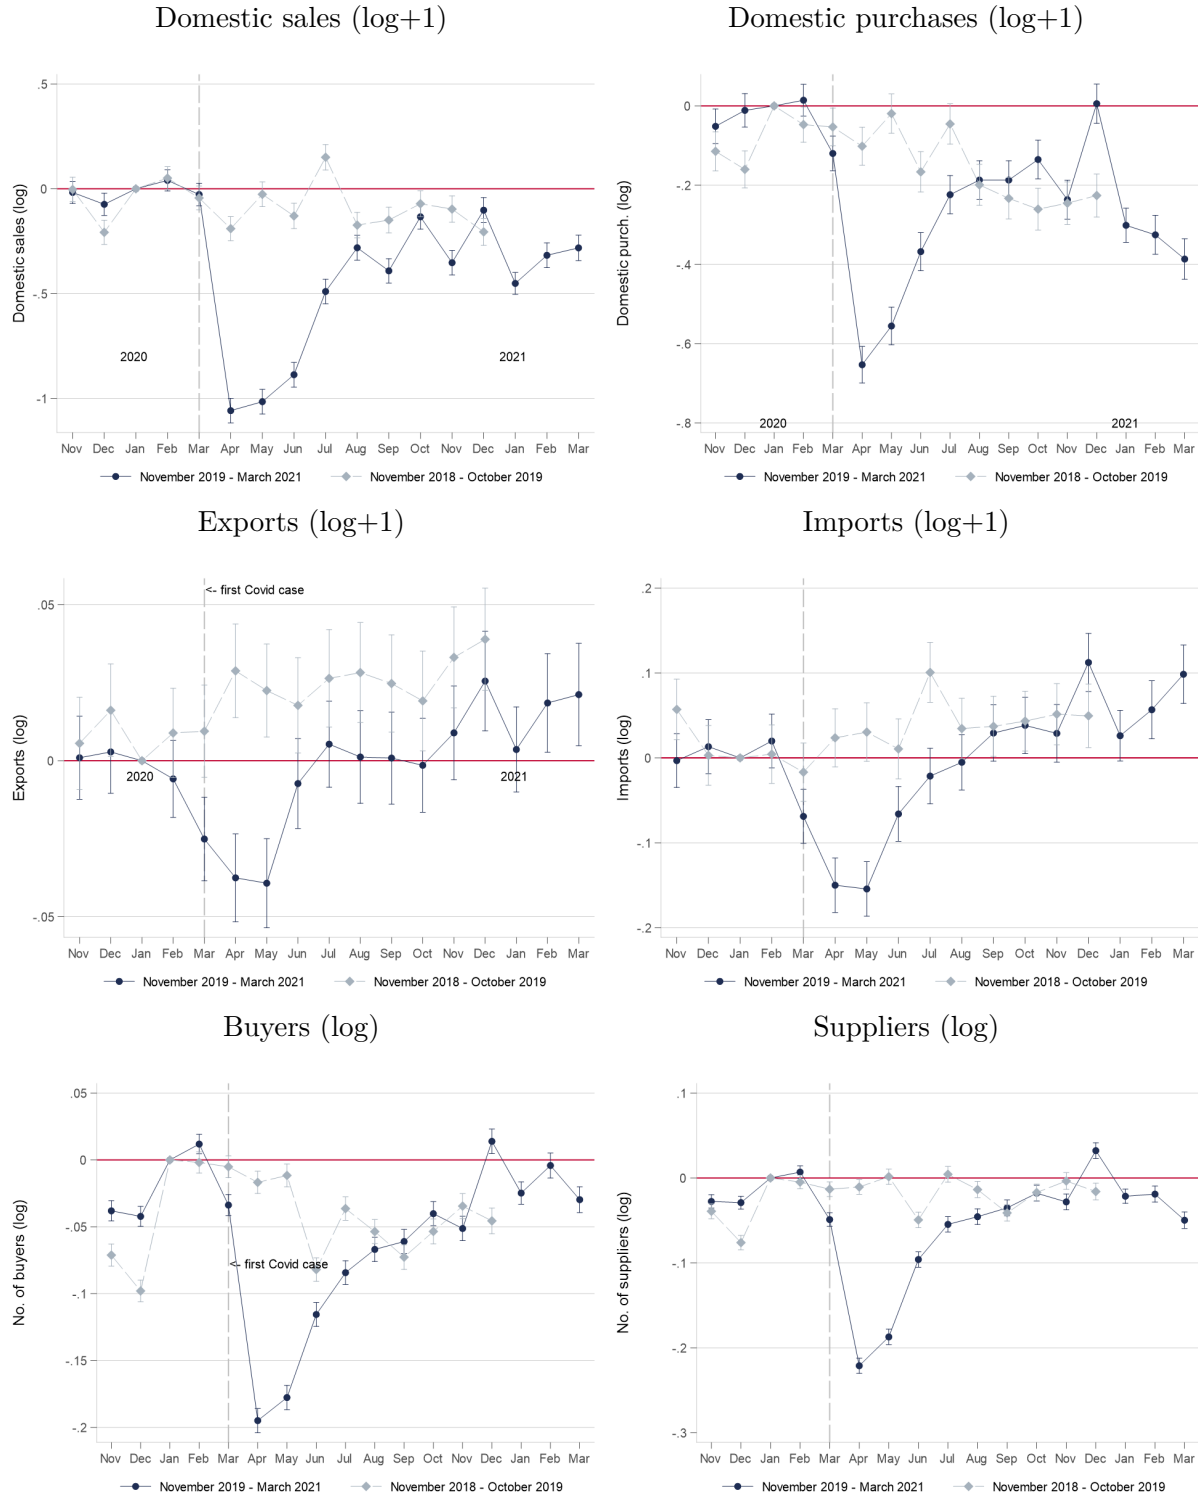 Domestic sales (log+1)
Domestic sales (log)
.5
0
-.5
-1
2020
2021
Nov Dec Jan Feb Mar Apr May Jun Jul Aug Sep Oct Nov Dec Jan Feb Mar
November 2019 - March 2021 November 2018 - October 2019
Domestic purchases (log+1)
Domestic purch. (log)
0
-.2
-.4
-.6
-.8
2020
2021
Nov Dec Jan Feb Mar Apr May Jun Jul Aug Sep Oct Nov Dec Jan Feb Mar
November 2019 - March 2021 November 2018 - October 2019
Exports (log+1)
Exports (log)
<- first Covid case
.05
0
-.05
2020
2021
Nov Dec Jan Feb Mar Apr May Jun Jul Aug Sep Oct Nov Dec Jan Feb Mar
November 2019 - March 2021 November 2018 - October 2019
Imports (log+1)
Imports (log)
.2
.1
0
-.1
-.2
Nov Dec Jan Feb Mar Apr May Jun Jul Aug Sep Oct Nov Dec Jan Feb Mar
November 2019 - March 2021 November 2018 - October 2019
Buyers (log)
No. of buyers (log)
.05
0
-.05
-.1
-.15
-.2
<- first Covid case
Nov Dec Jan Feb Mar Apr May Jun Jul Aug Sep Oct Nov Dec Jan Feb Mar
November 2019 - March 2021 November 2018 - October 2019
Suppliers (log)
No. of suppliers (log)
.1
0
-.1
-.2
-.3
Nov Dec Jan Feb Mar Apr May Jun Jul Aug Sep Oct Nov Dec Jan Feb Mar
November 2019 - March 2021 November 2018 - October 2019